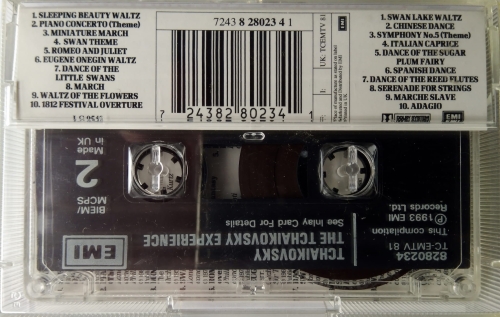 1. SLEEPING BEAUTY WALTZ
2. PIANO CONCERTO (Theme)
3. MINIATURE MARCH
4. SWAN THEME
5. ROMEO AND JULIET
6. EUGENE ONEGIN WALTZ
7. DANCE OF THE
LITTLE SWANS
8. MARCH
9. WALTZ OF THE FLOWERS
10. 1812 FESTIVAL OVERTURE
7243 8 28023 4 1
7 24382 80234 1
UK: TCEMTV 81
EMI
1. SWAN LAKE WALTZ
2. CHINESE DANCE
3. SYMPHONY No.5 (Theme)
4. ITALIAN CAPRICE
5. DANCE OF THE SUGAR
PLUM FAIRY
6. SPANISH DANCE
7. DANCE OF THE REED FLUTES
8. SERENADE FOR STRINGS
9. MARCHE SLAVE
10. ADAGIO
EMI
EMI
TCHAIKOVSKY
THE TCHAIKOVSKY EXPERIENCE
See Inlay Card For Details
8280234
TC-EMTV 81
This compilation
Ⓟ 1993 EMI
Records Ltd.
BIEM/
MCPS
2
Made
in UK